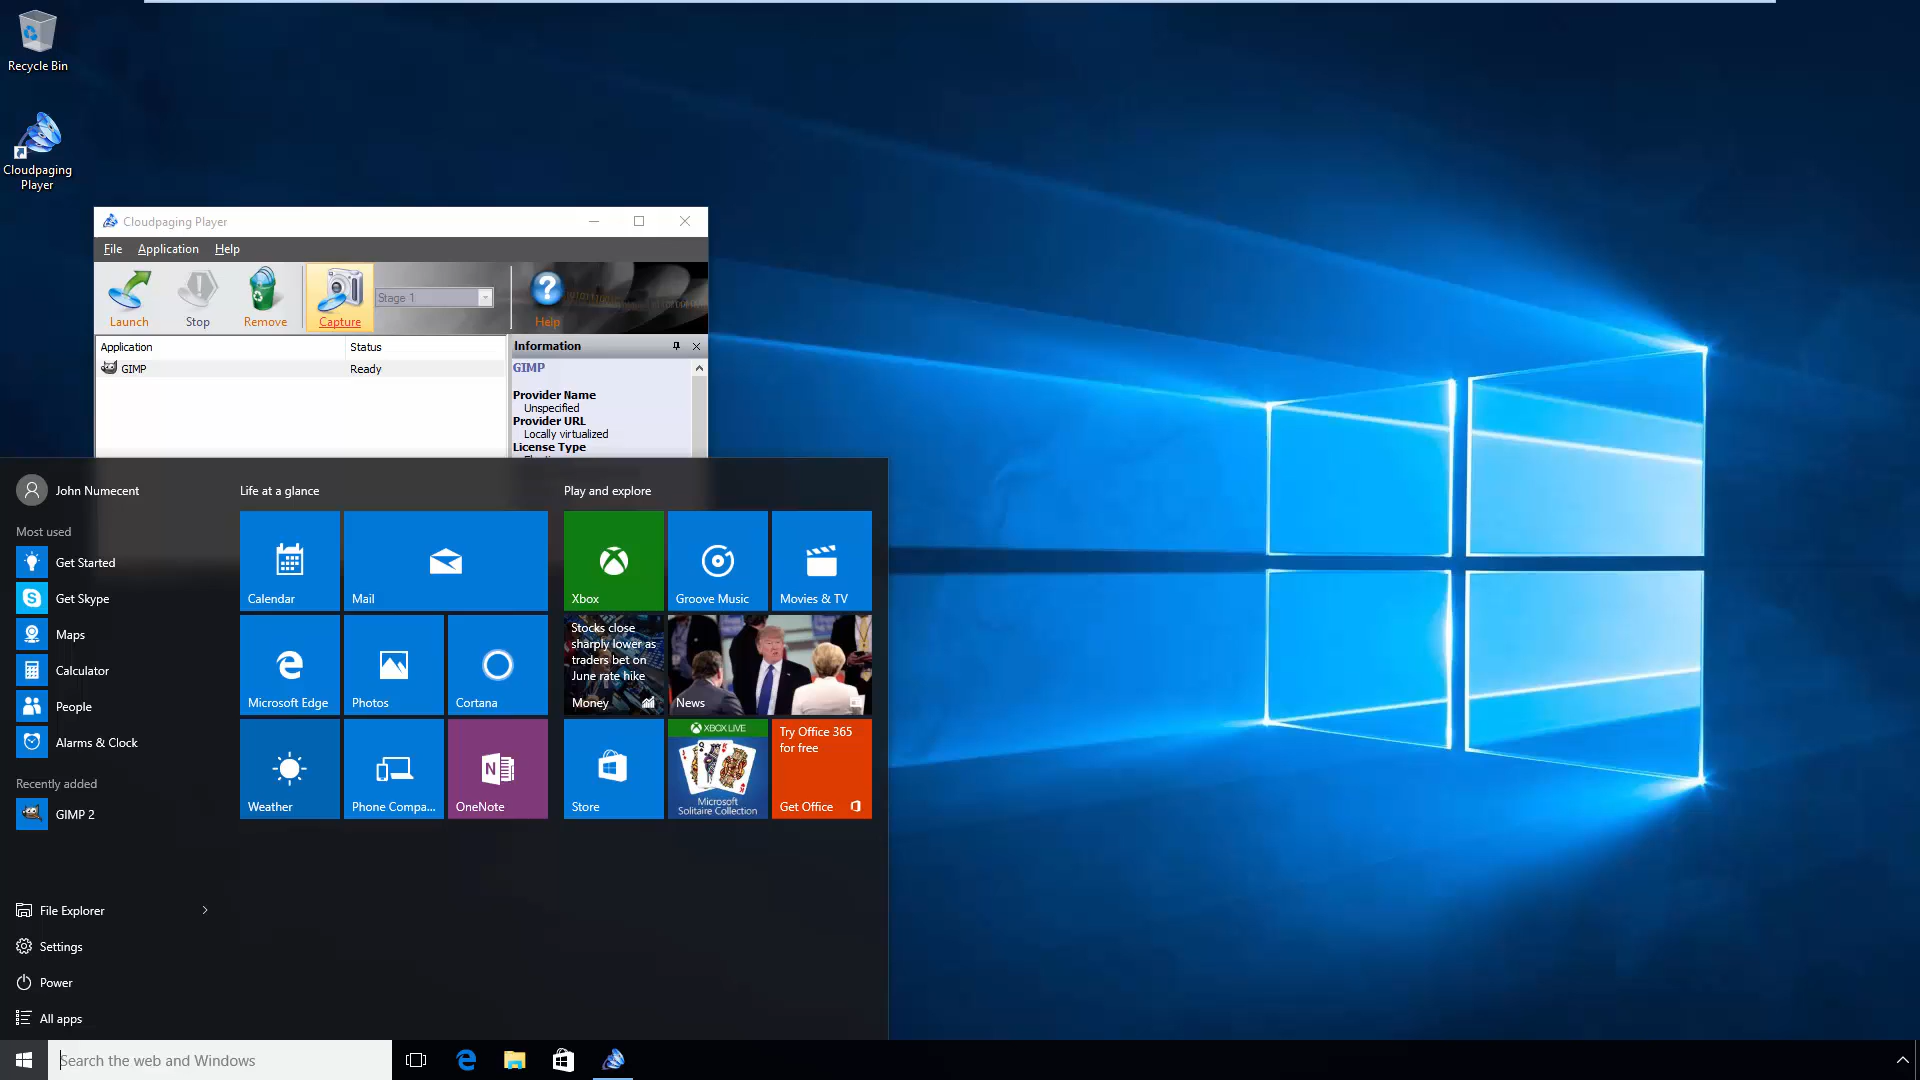 Recycle Bin
Cloudpaging
Player
Cloudpaging Player
File Application Help
Launch Stop Remove Capture Stage 1 Help
Application Status
GIMP Ready
Information
GIMP
Provider Name
Unspecified
Provider URL
Locally virtualized
License Type
John Numecent
Most used
Get Started
Get Skype
Maps
Calculator
People
Alarms & Clock
Recently added
GIMP 2
File Explorer
Settings
Power
All apps
Life at a glance
Calendar
Mail
Microsoft Edge
Photos
Cortana
Weather
Phone Compa...
OneNote
Play and explore
Xbox
Groove Music
Movies & TV
Stocks close
sharply lower as
traders bet on
June rate hike
Money
News
Store
XBOX LIVE
Microsoft
Solitaire Collection
Try Office 365
for free
Get Office
Search the web and Windows